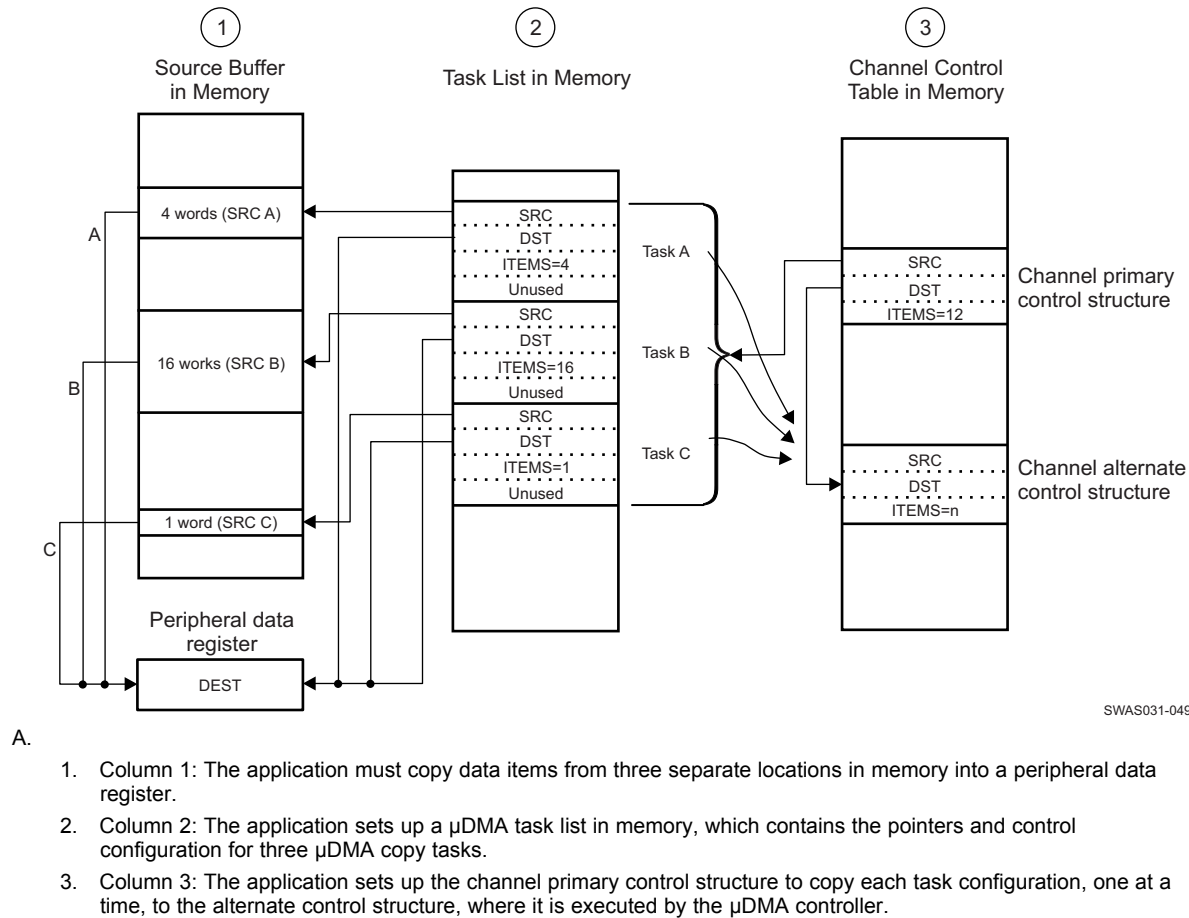 1
2
3
Source Buffer
in Memory
Task List in Memory
Channel Control
Table in Memory
4 words (SRC A)
A
16 works (SRC B)
B
1 word (SRC C)
C
Peripheral data
register
DEST
SRC
DST
ITEMS=4
Unused
SRC
DST
ITEMS=16
Unused
SRC
DST
ITEMS=1
Unused
Task A
Task B
Task C
SRC
DST
ITEMS=12
Channel primary
control structure
SRC
DST
ITEMS=n
Channel alternate
control structure
SWAS031-049
A.
1. Column 1: The application must copy data items from three separate locations in memory into a peripheral data
register.
2. Column 2: The application sets up a µDMA task list in memory, which contains the pointers and control
configuration for three µDMA copy tasks.
3. Column 3: The application sets up the channel primary control structure to copy each task configuration, one at a
time, to the alternate control structure, where it is executed by the µDMA controller.